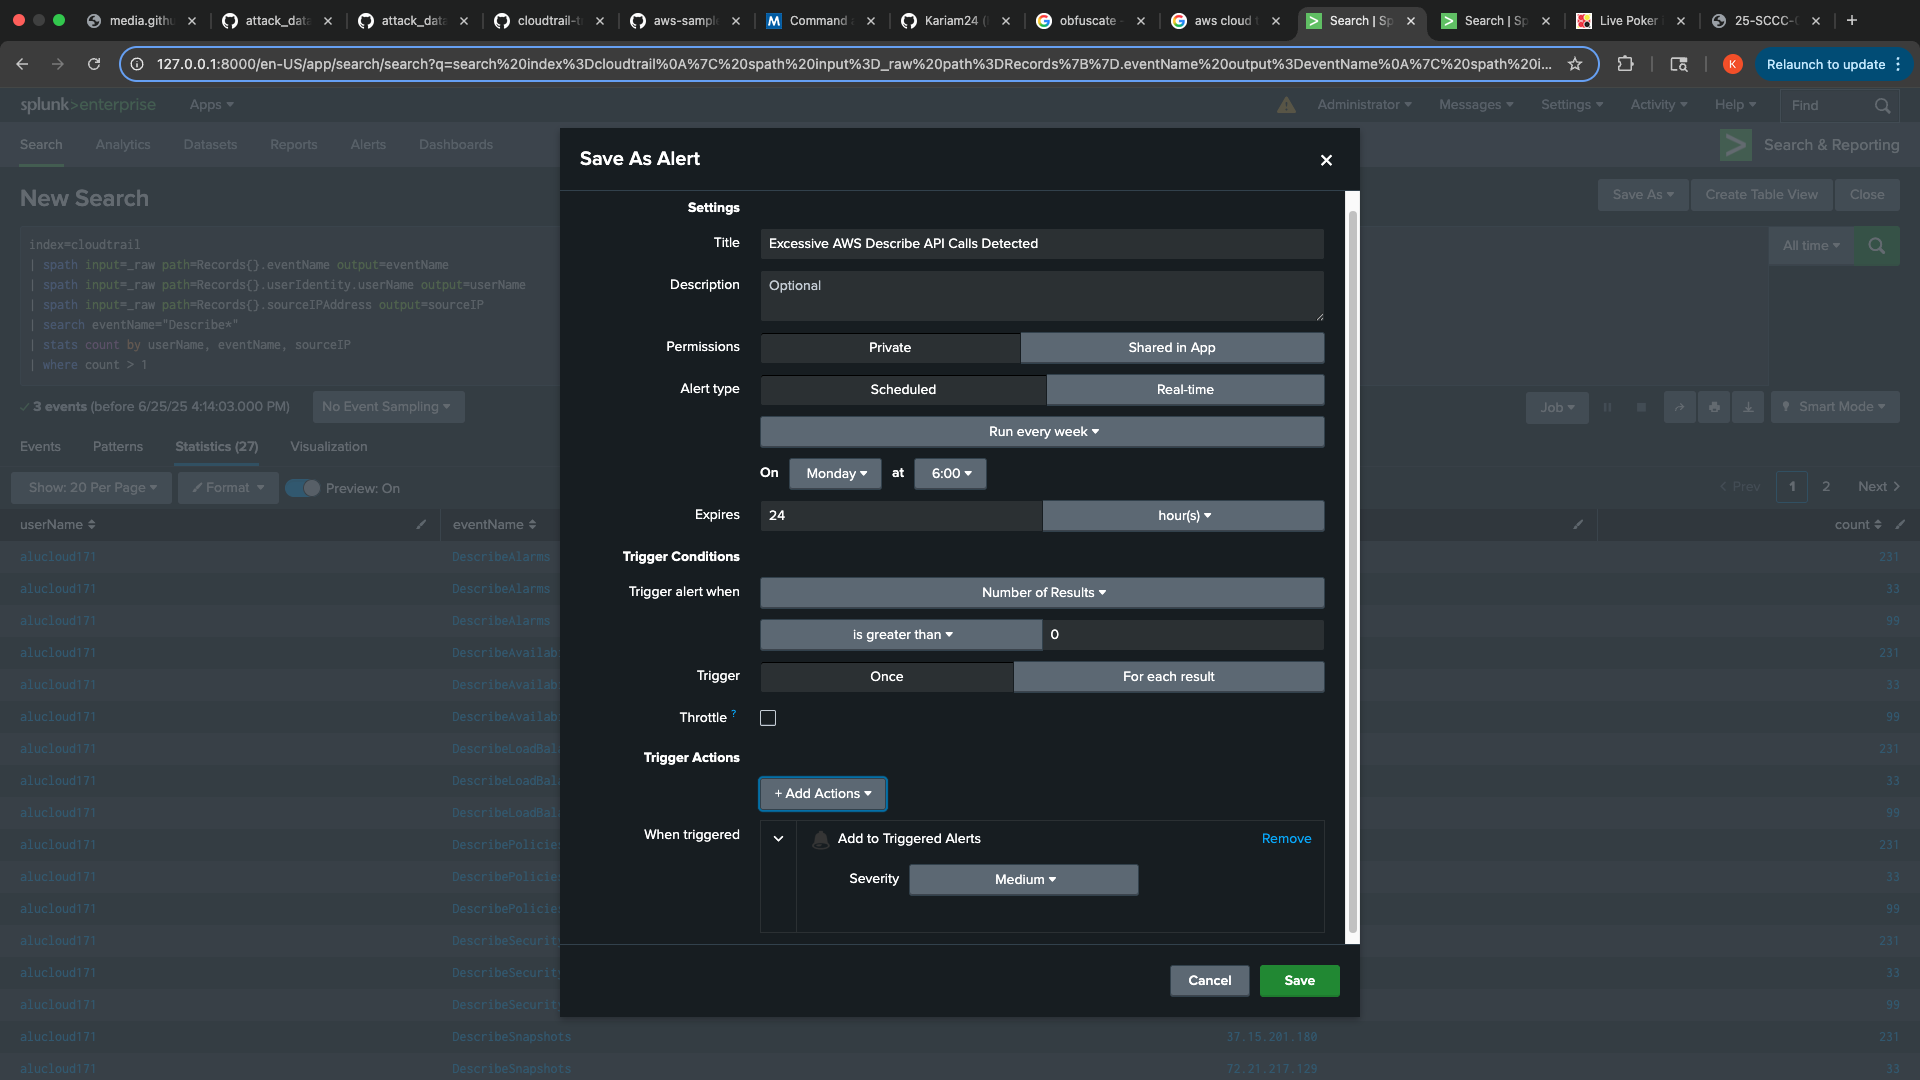 media.githu
attack_data
attack_data
cloudtrail-t
aws-sample
Command a
Kariam24 (
obfuscate -
aws cloud t
Search | Sp
Search | Sp
Live Poker
25-SCCC-
127.0.0.1:8000/en-US/app/search/search?q=search%20index%3Dcloudtrail%0A%7C%20spath%20input%3D_raw%20path%3DRecords%7B%7D.eventName%20output%3DeventName%0A%7C%20spath%20i...
K
Relaunch to update
splunk>enterprise
Apps
Administrator
Messages
Settings
Activity
Help
Find
Search
Analytics
Datasets
Reports
Alerts
Dashboards
Search & Reporting
New Search
Save As
Create Table View
Close
index=cloudtrail
| spath input=_raw path=Records{}.eventName output=eventName
| spath input=_raw path=Records{}.userIdentity.userName output=userName
| spath input=_raw path=Records{}.sourceIPAddress output=sourceIP
| search eventName="Describe*"
| stats count by userName, eventName, sourceIP
| where count > 1
All time
3 events (before 6/25/25 4:14:03.000 PM)
No Event Sampling
Job
Smart Mode
Events
Patterns
Statistics (27)
Visualization
Show: 20 Per Page
Format
Preview: On
< Prev
1
2
Next >
userName
eventName
count
alucloud171 DescribeAlarms 231
alucloud171 DescribeAlarms 33
alucloud171 DescribeAlarms 99
alucloud171 DescribeAvailab 231
alucloud171 DescribeAvailab 33
alucloud171 DescribeAvailab 99
alucloud171 DescribeLoadBal 231
alucloud171 DescribeLoadBal 33
alucloud171 DescribeLoadBal 99
alucloud171 DescribePolicie 231
alucloud171 DescribePolicie 33
alucloud171 DescribePolicie 99
alucloud171 DescribeSecurity 231
alucloud171 DescribeSecurity 33
alucloud171 DescribeSecurity 99
alucloud171 DescribeSnapshots 37.15.201.180 231
alucloud171 DescribeSnapshots 72.21.217.129 33
Save As Alert
Settings
Title
Excessive AWS Describe API Calls Detected
Description
Optional
Permissions
Private
Shared in App
Alert type
Scheduled
Real-time
Run every week
On
Monday
at
6:00
Expires
24
hour(s)
Trigger Conditions
Trigger alert when
Number of Results
is greater than
0
Trigger
Once
For each result
Throttle ?
Trigger Actions
+ Add Actions
When triggered
Add to Triggered Alerts
Remove
Severity
Medium
Cancel
Save